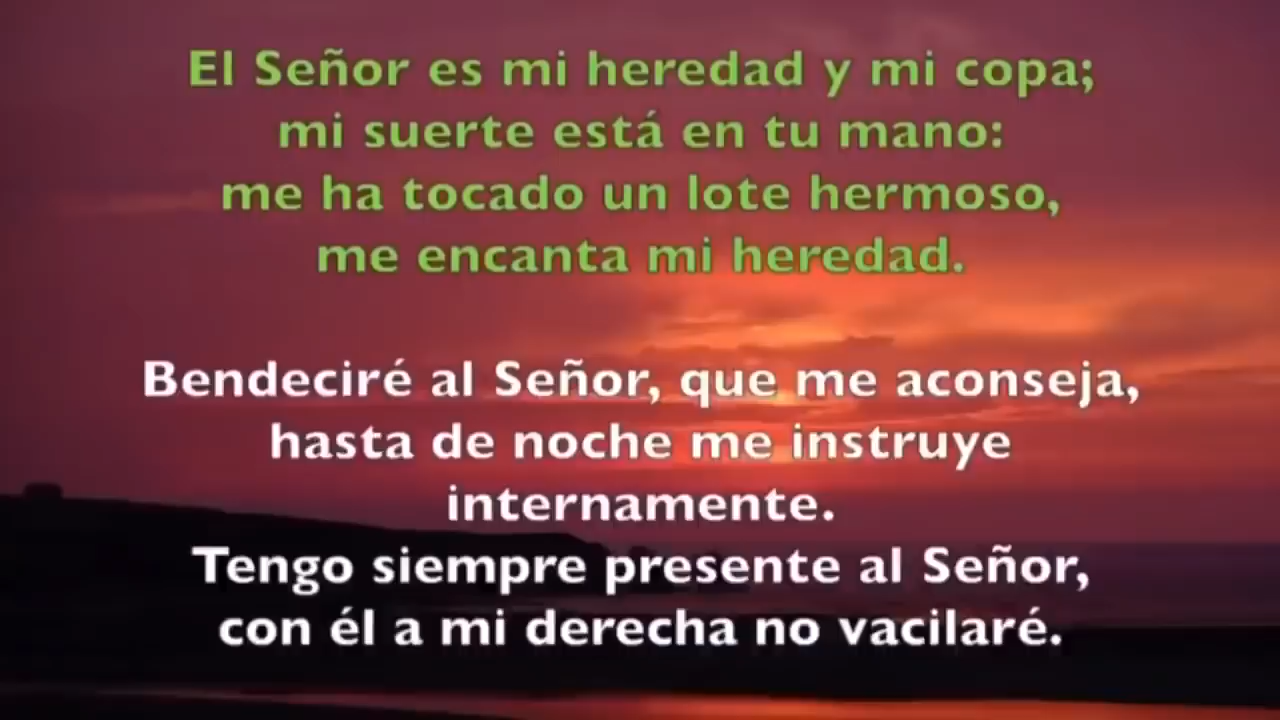 El Señor es mi heredad y mi copa;
mi suerte está en tu mano:
me ha tocado un lote hermoso,
me encanta mi heredad.
Bendeciré al Señor, que me aconseja,
hasta de noche me instruye
internamente.
Tengo siempre presente al Señor,
con él a mi derecha no vacilaré.